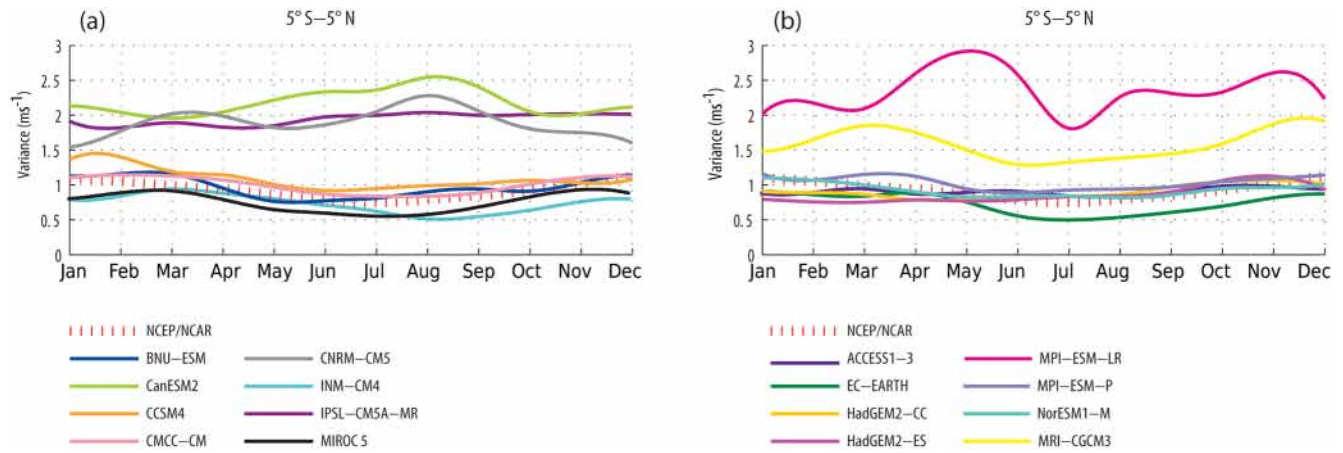 (a) 5° S–5° N
3
2.5
2
1.5
1
0.5
0
Variance (ms⁻¹)
Jan Feb Mar Apr May Jun Jul Aug Sep Oct Nov Dec
NCEP/NCAR
BNU–ESM CNRM–CM5
CanESM2 INM–CM4
CCSM4 IPSL–CM5A–MR
CMCC–CM MIROC 5
(b) 5° S–5° N
3
2.5
2
1.5
1
0.5
0
Variance (ms⁻¹)
Jan Feb Mar Apr May Jun Jul Aug Sep Oct Nov Dec
NCEP/NCAR
ACCESS1–3 MPI–ESM–LR
EC–EARTH MPI–ESM–P
HadGEM2–CC NorESM1–M
HadGEM2–ES MRI–CGCM3